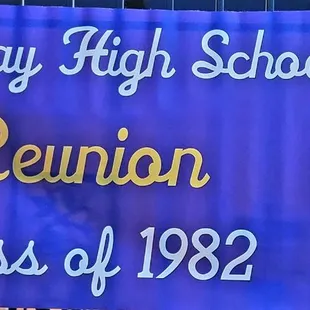 ay High Schoo
Reunion
ss of 1982